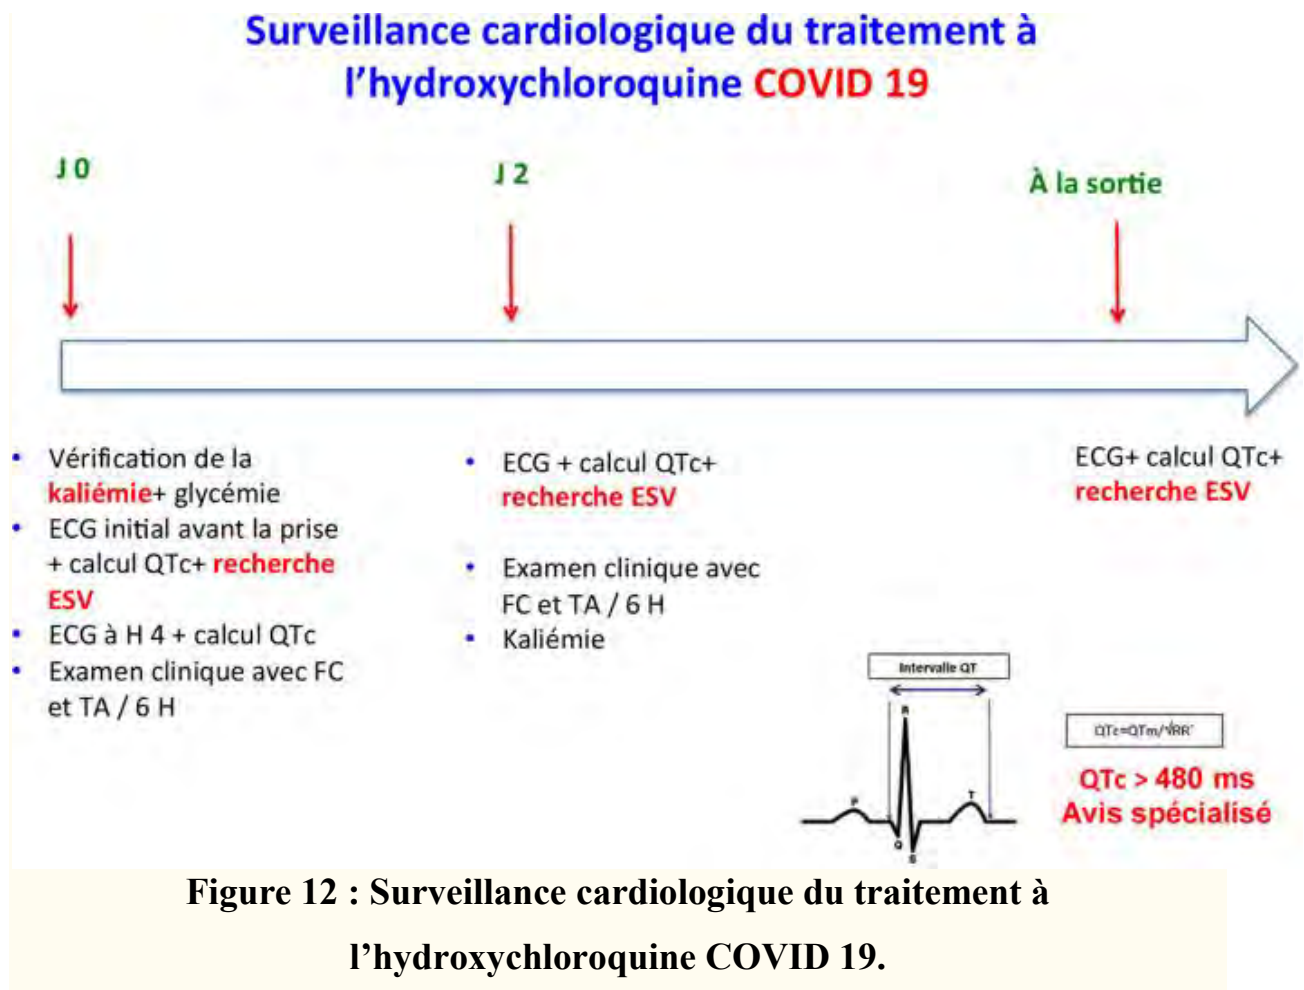 Surveillance cardiologique du traitement à
l'hydroxychloroquine COVID 19
J 0
J 2
À la sortie
• Vérification de la
kaliémie+ glycémie
• ECG initial avant la prise
+ calcul QTc+ recherche
ESV
• ECG à H 4 + calcul QTc
• Examen clinique avec FC
et TA / 6 H
• ECG + calcul QTc+
recherche ESV
• Examen clinique avec
FC et TA / 6 H
• Kaliémie
ECG+ calcul QTc+
recherche ESV
Intervalle QT
R
P
T
Q
S
QTc=QTm/√RR'
QTc > 480 ms
Avis spécialisé
Figure 12 : Surveillance cardiologique du traitement à
l'hydroxychloroquine COVID 19.